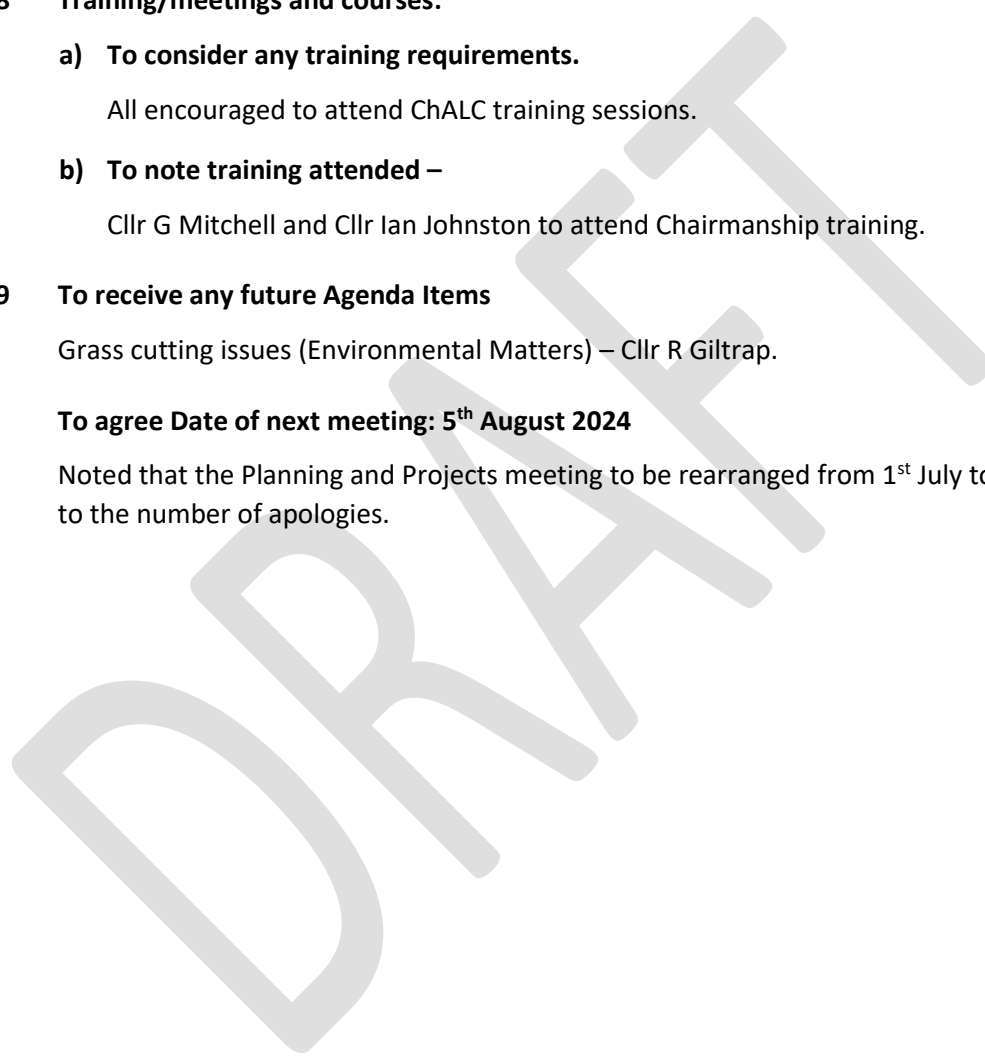 8 Training/meetings and courses:
a) To consider any training requirements.
All encouraged to attend ChALC training sessions.
b) To note training attended –
Cllr G Mitchell and Cllr Ian Johnston to attend Chairmanship training.
9 To receive any future Agenda Items
Grass cutting issues (Environmental Matters) – Cllr R Giltrap.
To agree Date of next meeting: 5th August 2024
Noted that the Planning and Projects meeting to be rearranged from 1st July to
to the number of apologies.
DRAFT